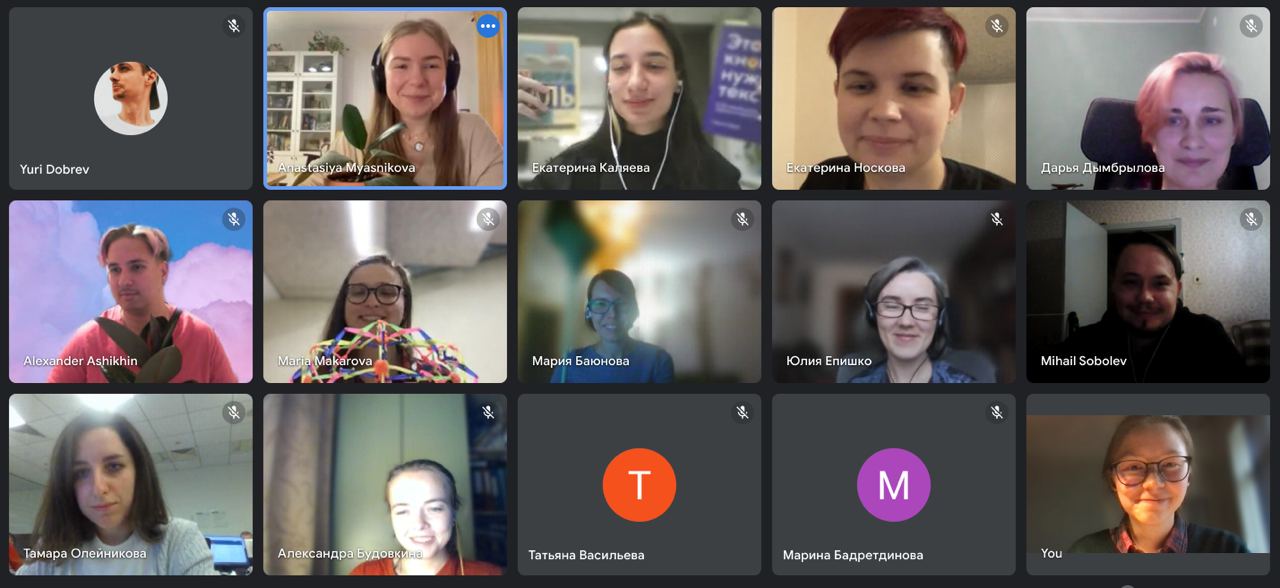 Yuri Dobrev
Anastasiya Myasnikova
Это
кно
нуж
текс
Екатерина Каляева
Екатерина Носкова
Дарья Дымбрылова
Alexander Ashikhin
Maria Makarova
Мария Баюнова
Юлия Епишко
Mihail Sobolev
Тамара Олейникова
Александра Будовкина
T
Татьяна Васильева
M
Марина Бадретдинова
You